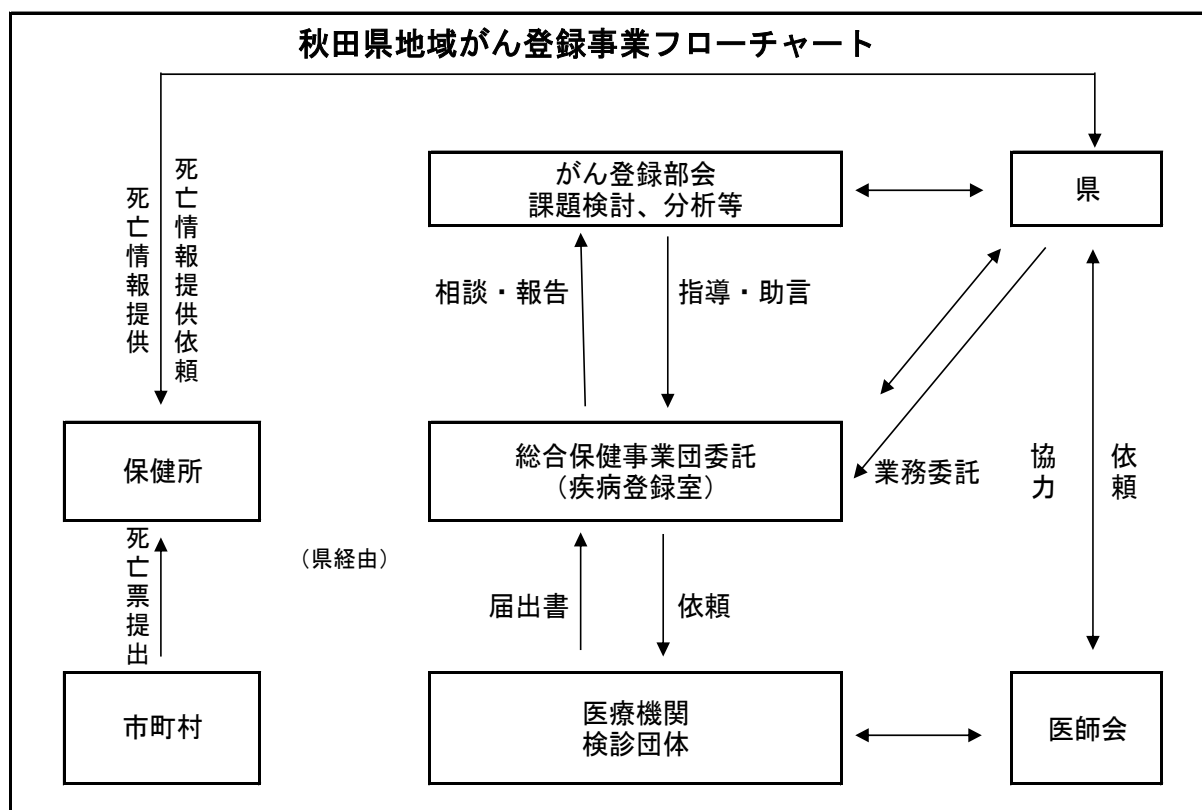 秋田県地域がん登録事業フローチャート
がん登録部会
課題検討、分析等
県
死亡情報提供
死亡情報提供依頼
相談・報告
指導・助言
保健所
総合保健事業団委託
（疾病登録室）
業務委託
協力
依頼
死亡票提出
（県経由）
届出書
依頼
市町村
医療機関
検診団体
医師会